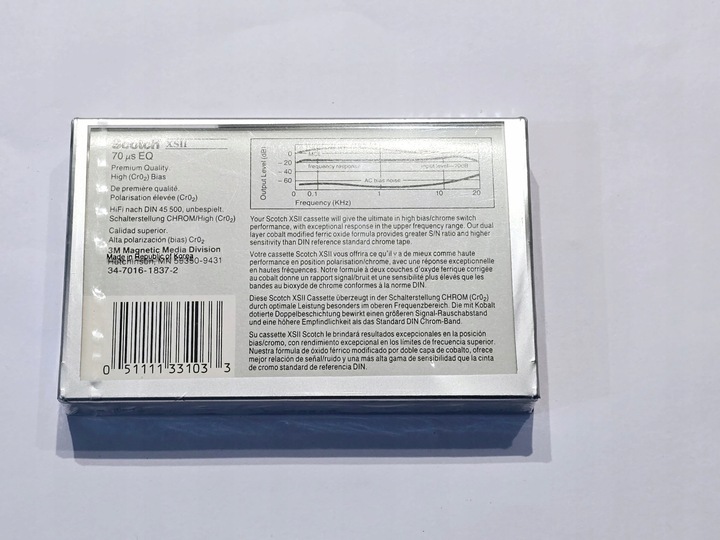 Scotch XSII
70 µs EQ
Premium Quality
High (CrO₂) Bias
De première qualité.
Polarisation élevée (CrO₂)
HiFi nach DIN 45 500, unbespielt.
Schalterstellung CHROM/High (CrO₂)
Calidad superior.
Alta polarización (bias) CrO₂
3M Magnetic Media Division
Made in Republic of Korea
Hutchinson, MN 55350-9431
34-7016-1837-2
0 51111 33103 3
Output Level (dB)
0
-20
-40
-60
MOL
frequency response
input level -20dB
AC bias noise
0 0.1 1 10 20
Frequency (KHz)
Your Scotch XSII cassette will give the ultimate in high bias/chrome switch
performance, with exceptional response in the upper frequency range. Our dual
layer cobalt modified ferric oxide formula provides greater S/N ratio and higher
sensitivity than DIN reference standard chrome tape.
Votre cassette Scotch XSII vous offrira ce qu'il y a de mieux comme haute
performance en position polarisation/chrome, avec une réponse exceptionnelle
en hautes fréquences. Notre formule à deux couches d'oxyde ferrique corrigée
au cobalt donne un rapport signal/bruit et une sensibilité plus élevés que les
bandes au bioxyde de chrome conformes à la norme DIN.
Diese Scotch XSII Cassette überzeugt in der Schalterstellung CHROM (CrO₂)
durch optimale Leistung besonders im oberen Frequenzbereich. Die mit Kobalt
dotierte Doppelbeschichtung bewirkt einen größeren Signal-Rauschabstand
und eine höhere Empfindlichkeit als das Standard DIN Chrom-Band.
Su cassette XSII Scotch le brindará resultados excepcionales en la posición
bias/cromo, con rendimiento excepcional en los límites de frecuencia superior.
Nuestra fórmula de óxido férrico modificado por doble capa de cobalto, ofrece
mejor relación de señal/ruido y una más alta gama de sensibilidad que la cinta
de cromo standard de referencia DIN.